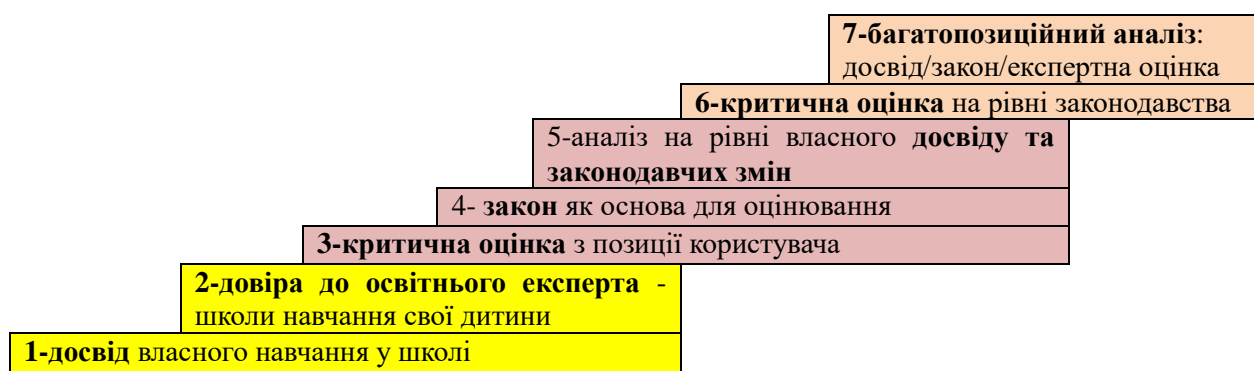 7-багатопозиційний аналіз:
досвід/закон/експертна оцінка
6-критична оцінка на рівні законодавства
5-аналіз на рівні власного досвіду та
законодавчих змін
4- закон як основа для оцінювання
3-критична оцінка з позиції користувача
2-довіра до освітнього експерта -
школи навчання свої дитини
1-досвід власного навчання у школі